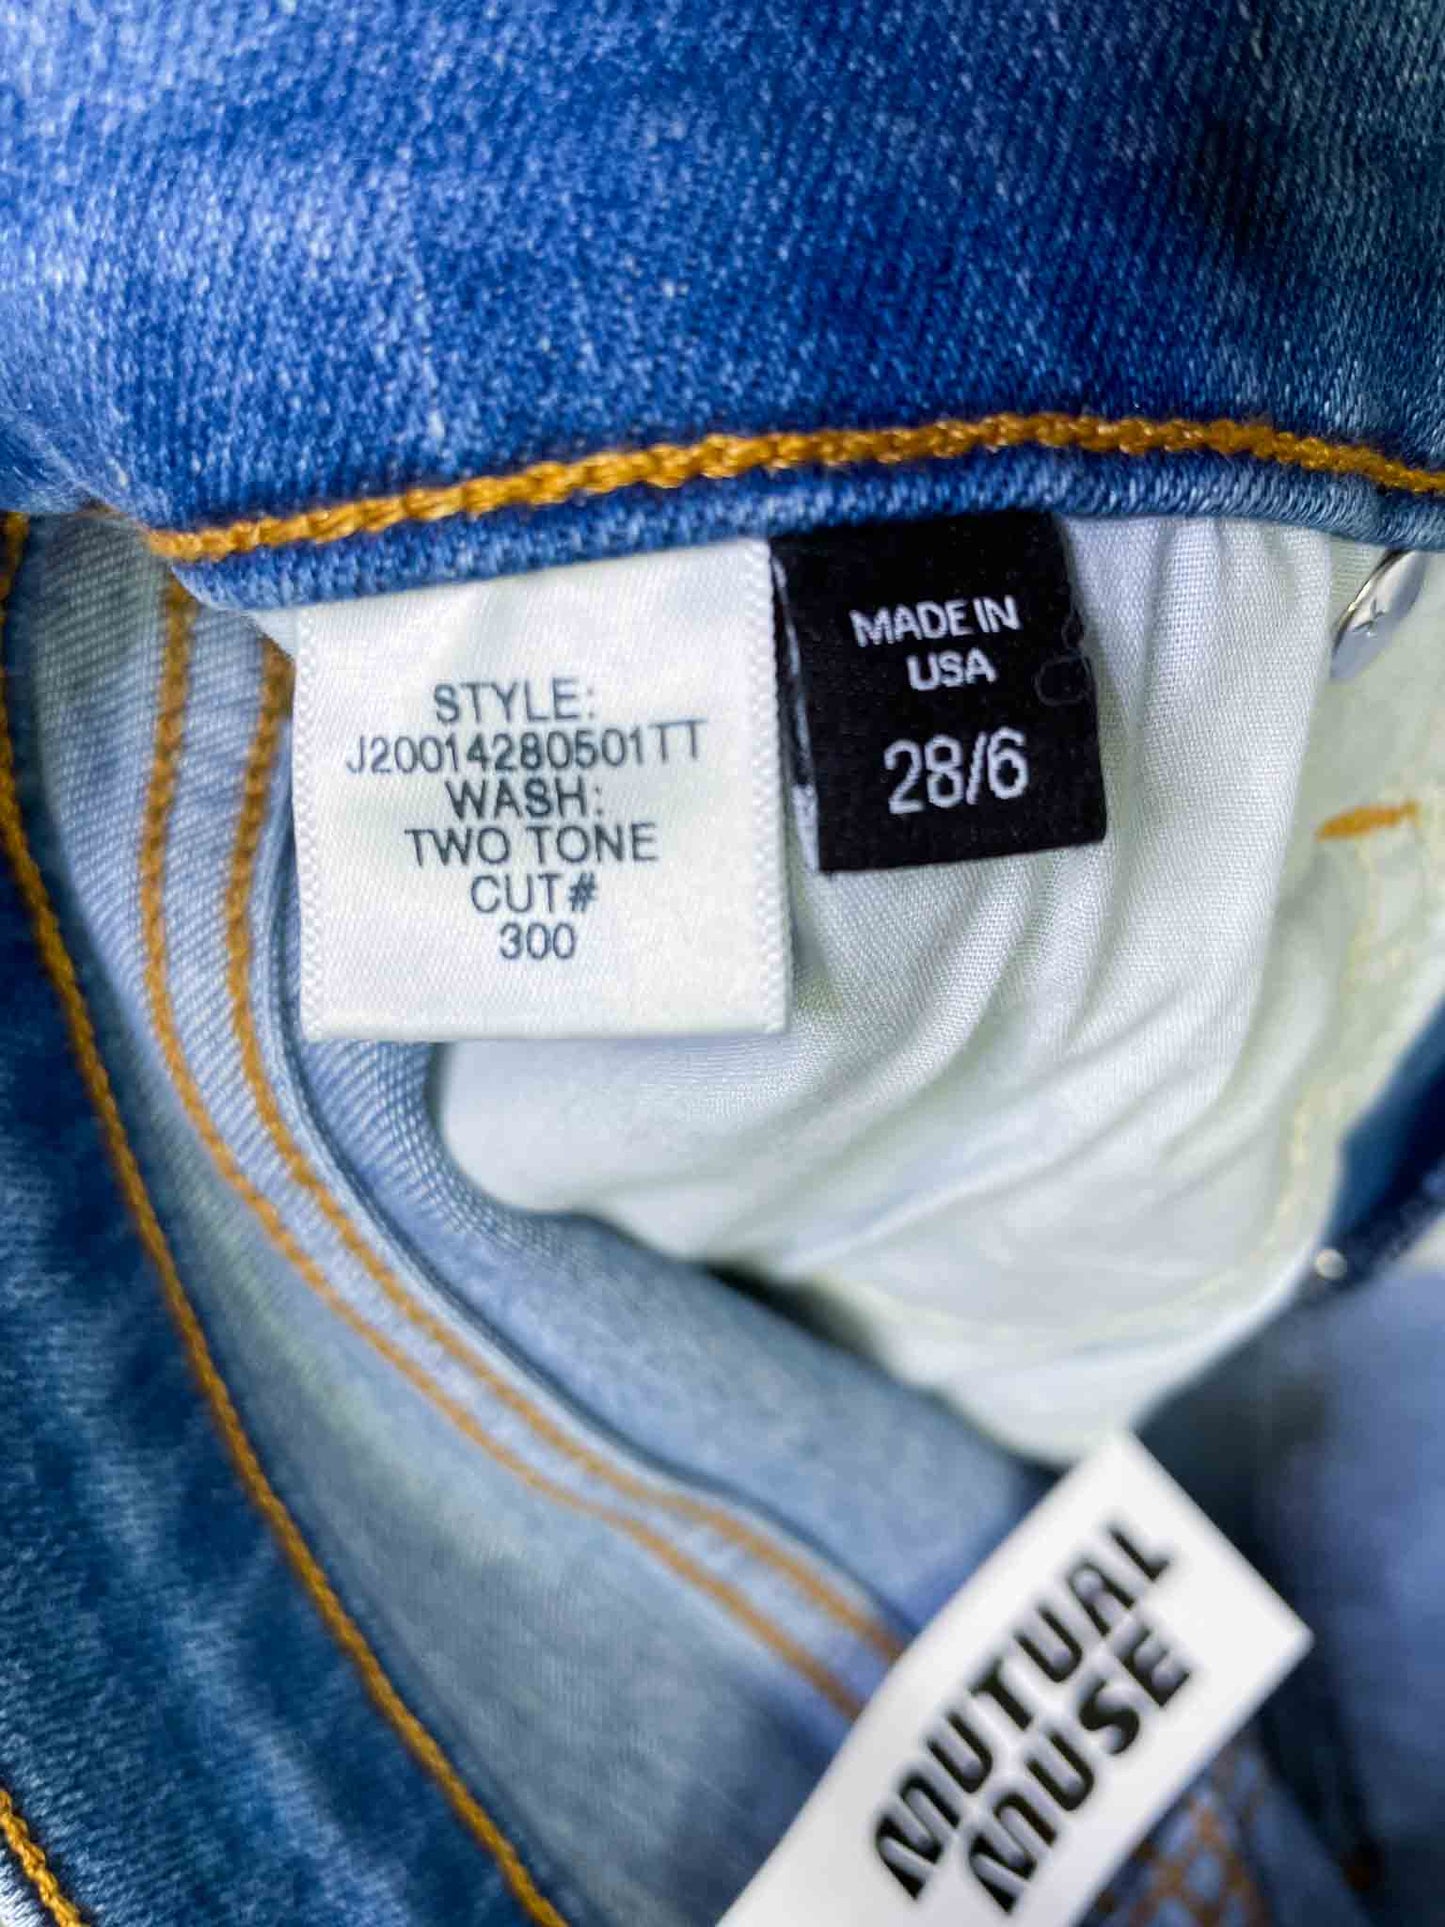 STYLE:
J20014280501TT
WASH:
TWO TONE
CUT#
300
MADE IN
USA
28/6
MUTUAL
MUSE